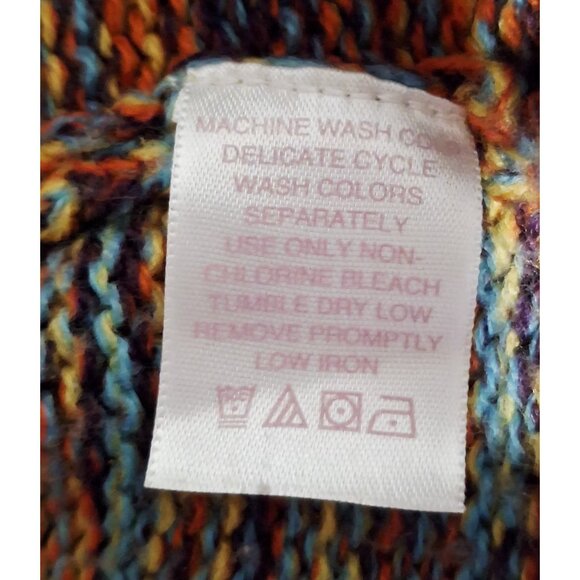 MACHINE WASH CO
DELICATE CYCLE
WASH COLORS
SEPARATELY
USE ONLY NON-
CHLORINE BLEACH
TUMBLE DRY LOW
REMOVE PROMPTLY
LOW IRON